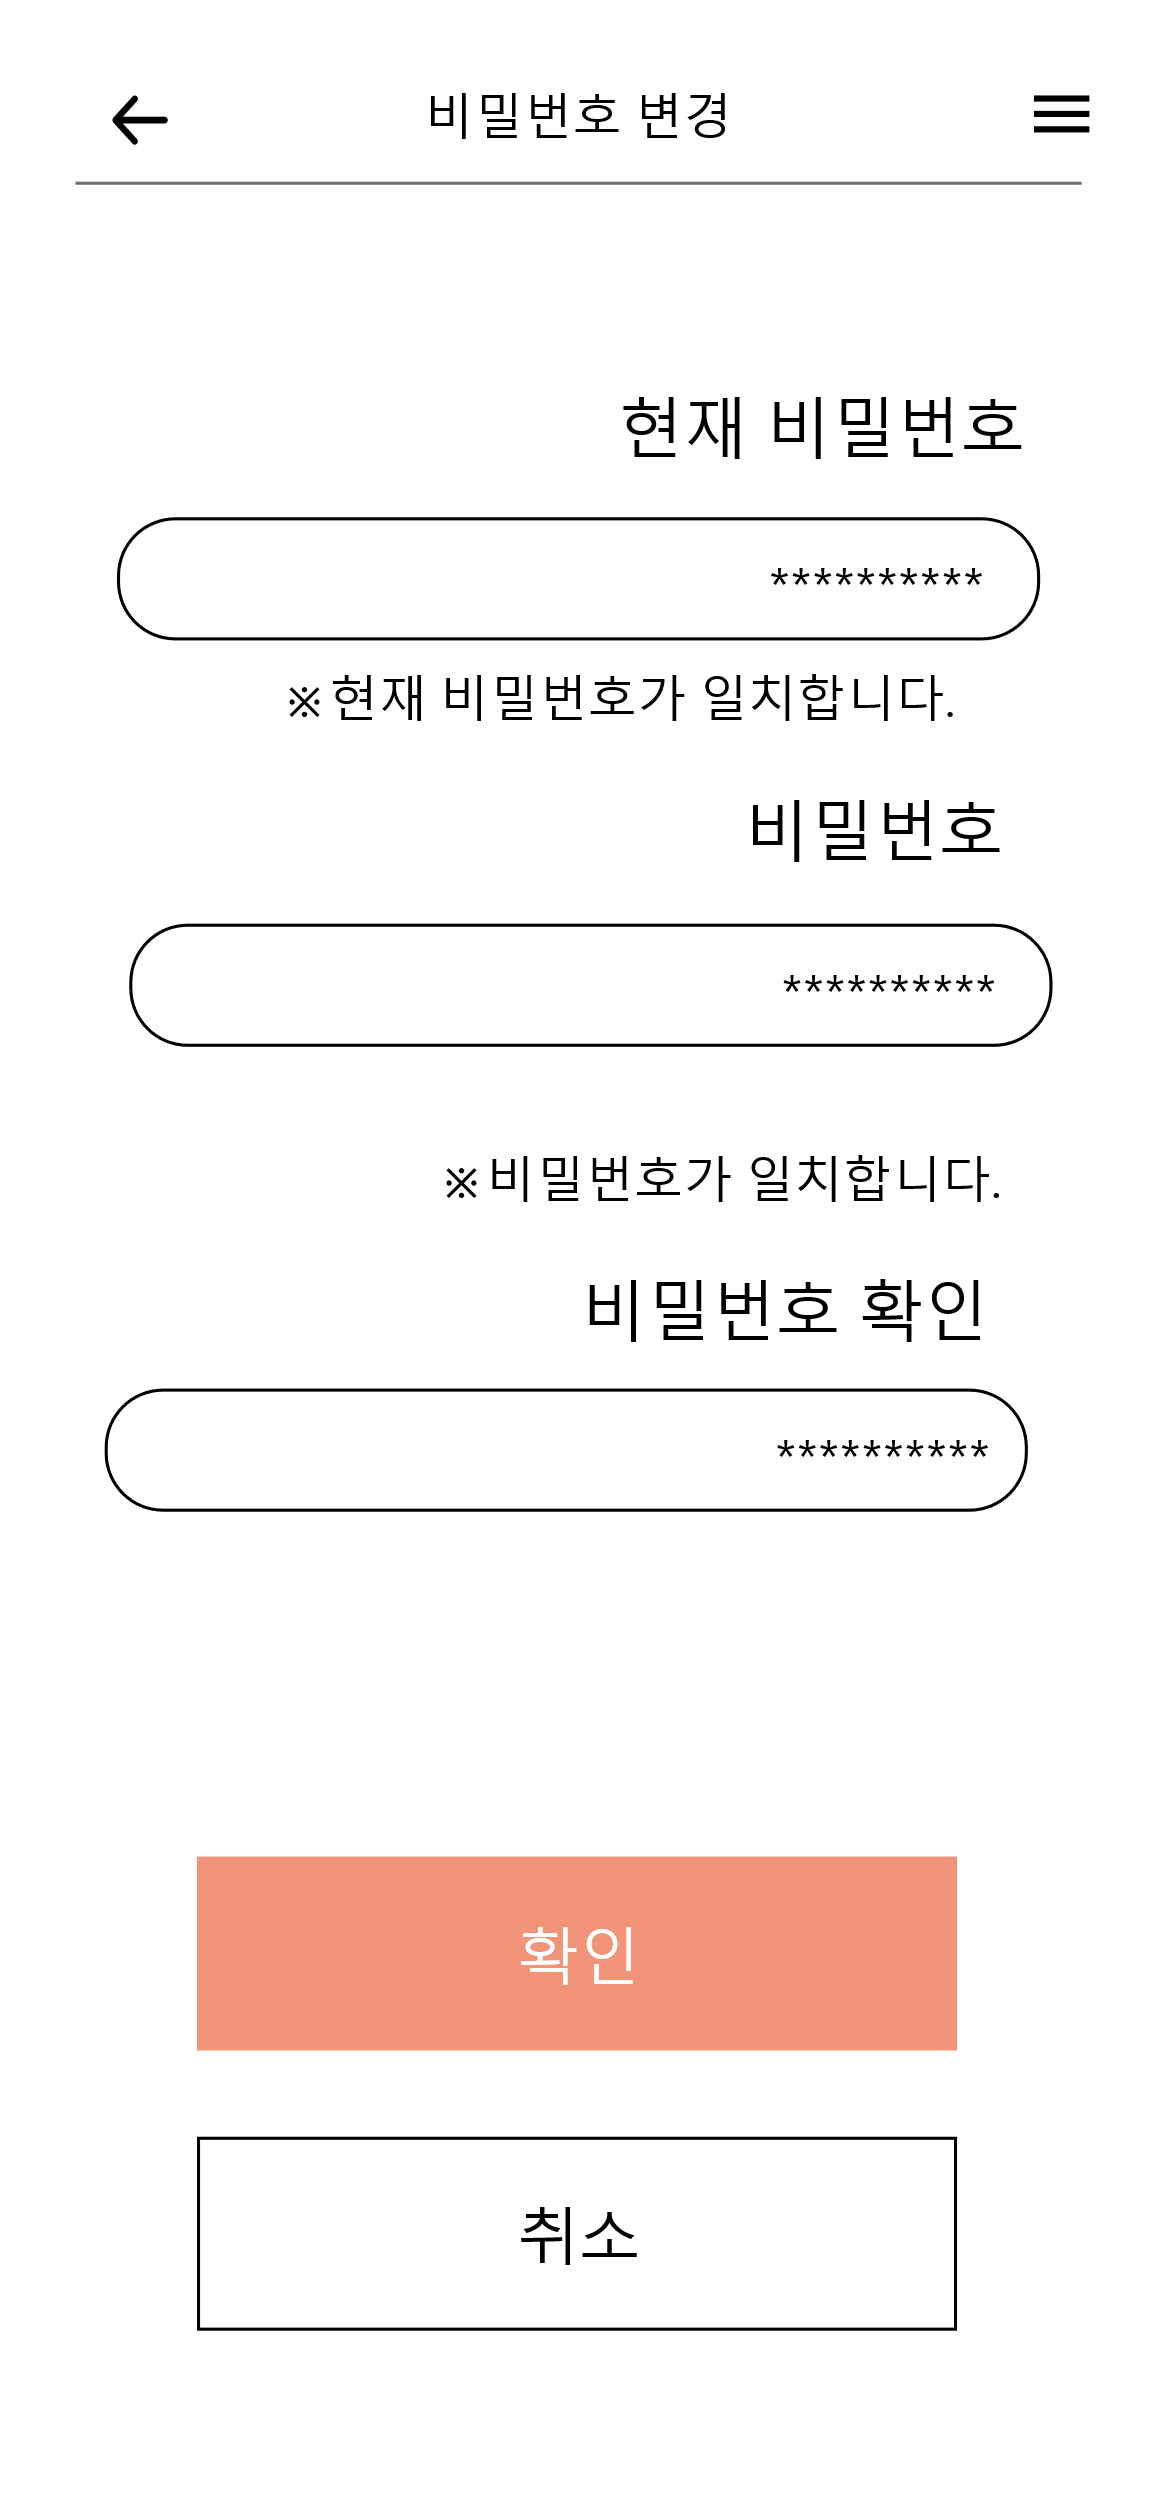 비밀번호 변경
현재 비밀번호
**********
※현재 비밀번호가 일치합니다.
비밀번호
**********
※비밀번호가 일치합니다.
비밀번호 확인
**********
확인
취소